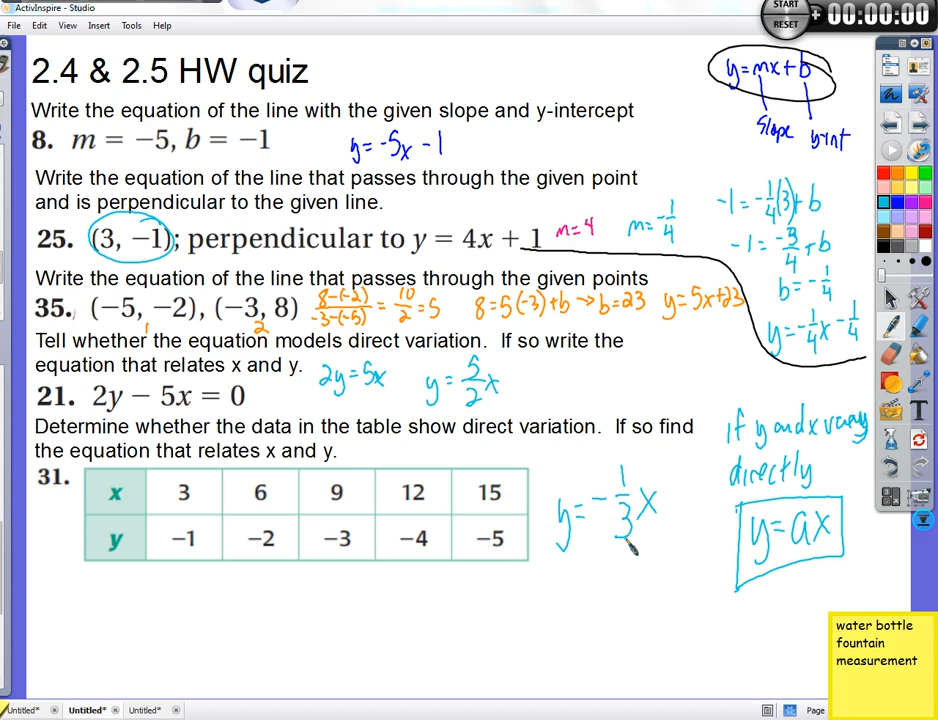 ActivInspire - Studio
File Edit View Insert Tools Help
START
RESET
+ 00:00:00
2.4 & 2.5 HW quiz
y=mx+b
slope y-int
Write the equation of the line with the given slope and y-intercept
8. m = −5, b = −1 y=-5x -1
Write the equation of the line that passes through the given point
and is perpendicular to the given line.
25. (3, −1); perpendicular to y = 4x + 1 m=4 m=-1/4
-1=-1/4(3)+b
-1=-3/4+b
b=-1/4
y=-1/4x-1/4
Write the equation of the line that passes through the given points
35. (−5, −2), (−3, 8) 8-(-2)/-3-(-5)=10/2=5 8=5(-3)+b→b=23 y=5x+23
1 2
Tell whether the equation models direct variation. If so write the
equation that relates x and y. 2y=5x y=5/2x
21. 2y − 5x = 0
Determine whether the data in the table show direct variation. If so find
the equation that relates x and y.
31.
x 3 6 9 12 15
y −1 −2 −3 −4 −5
y=-1/3x
if y and x vary
directly
y=ax
water bottle
fountain
measurement
Untitled* Untitled* Untitled* Page